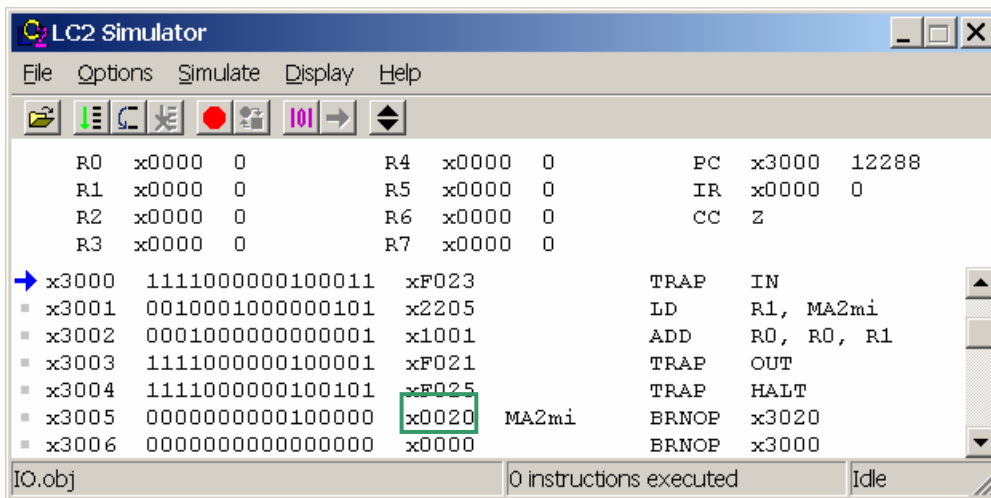 LC2 Simulator
File Options Simulate Display Help
R0 x0000 0 R4 x0000 0 PC x3000 12288
R1 x0000 0 R5 x0000 0 IR x0000 0
R2 x0000 0 R6 x0000 0 CC Z
R3 x0000 0 R7 x0000 0
x3000 1111000000100011 xF023 TRAP IN
x3001 0010001000000101 x2205 LD R1, MA2mi
x3002 0001000000000001 x1001 ADD R0, R0, R1
x3003 1111000000100001 xF021 TRAP OUT
x3004 1111000000100101 xF025 TRAP HALT
x3005 0000000000100000 x0020 MA2mi BRNOP x3020
x3006 0000000000000000 x0000 BRNOP x3000
IO.obj 0 instructions executed Idle